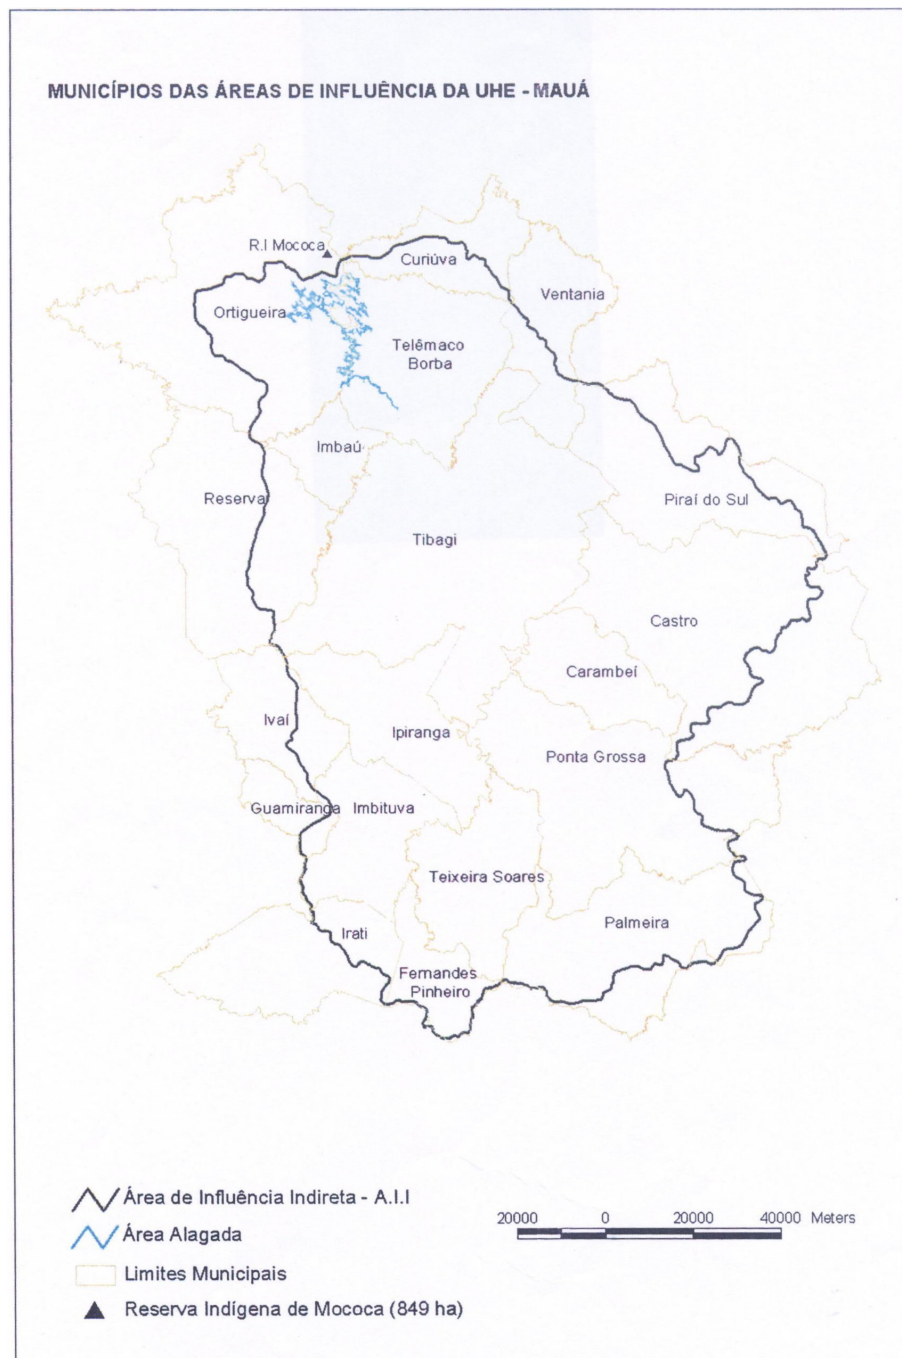 MUNICÍPIOS DAS ÁREAS DE INFLUÊNCIA DA UHE - MAUÁ
R.I Mococa
Curiúva
Ventania
Ortigueira
Telêmaco
Borba
Imbaú
Reserva
Piraí do Sul
Tibagi
Castro
Carambeí
Ivaí
Ipiranga
Ponta Grossa
Guamiranga
Imbituva
Teixeira Soares
Palmeira
Irati
Fernandes
Pinheiro
Área de Influência Indireta - A.I.I
20000 0 20000 40000 Meters
Área Alagada
Limites Municipais
Reserva Indígena de Mococa (849 ha)